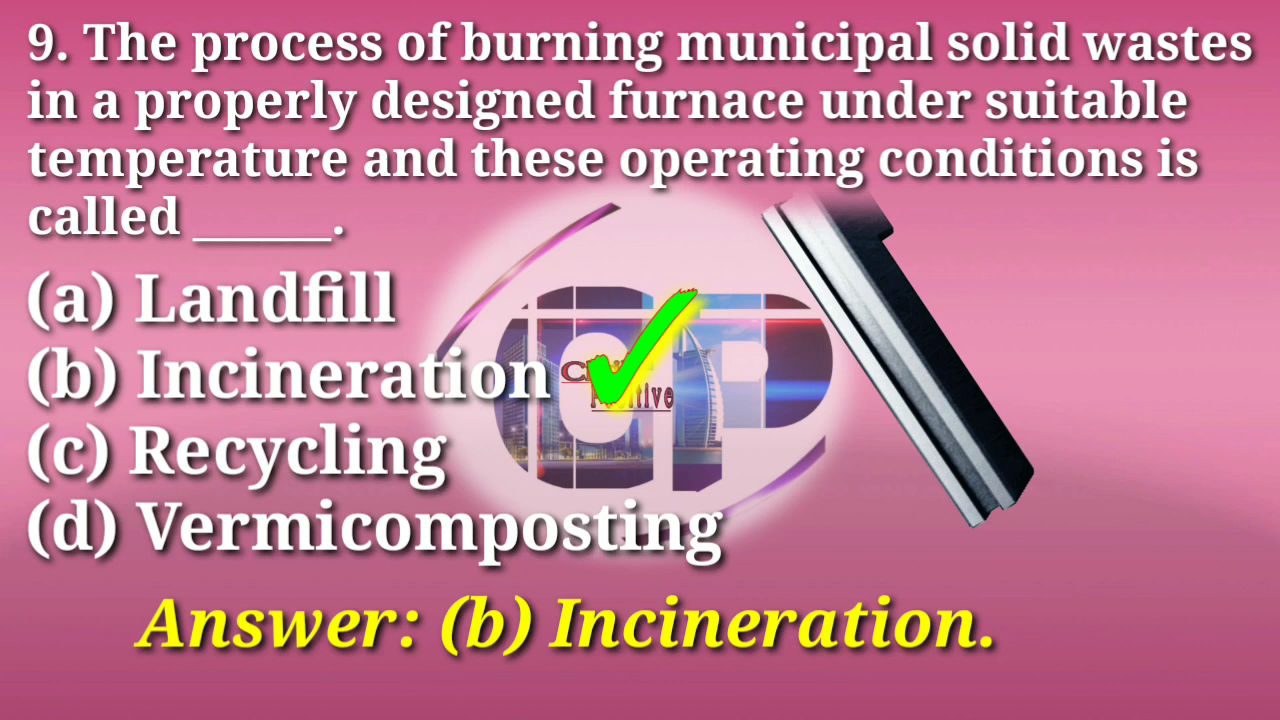 9. The process of burning municipal solid wastes
in a properly designed furnace under suitable
temperature and these operating conditions is
called ______.
(a) Landfill
(b) Incineration
(c) Recycling
(d) Vermicomposting
CP
Answer: (b) Incineration.